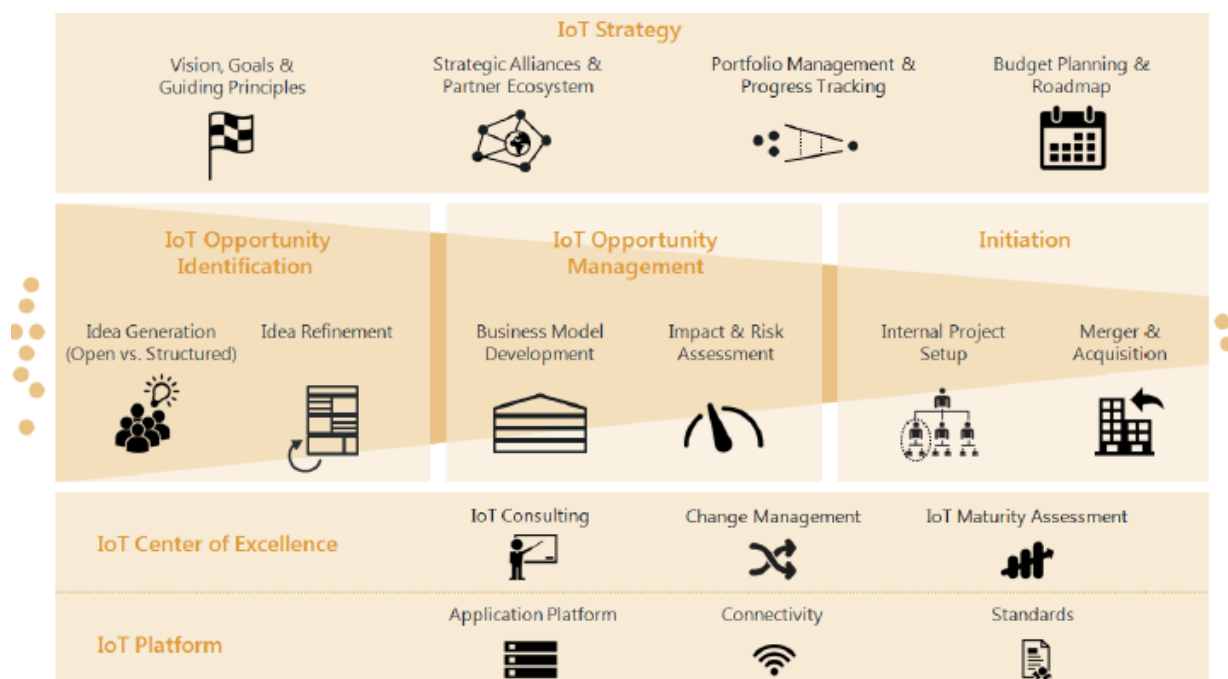 IoT Strategy
Vision, Goals &
Guiding Principles
Strategic Alliances &
Partner Ecosystem
Portfolio Management &
Progress Tracking
Budget Planning &
Roadmap
IoT Opportunity
Identification
Idea Generation
(Open vs. Structured)
Idea Refinement
IoT Opportunity
Management
Business Model
Development
Impact & Risk
Assessment
Initiation
Internal Project
Setup
Merger &
Acquisition
IoT Center of Excellence
IoT Consulting
Change Management
IoT Maturity Assessment
IoT Platform
Application Platform
Connectivity
Standards